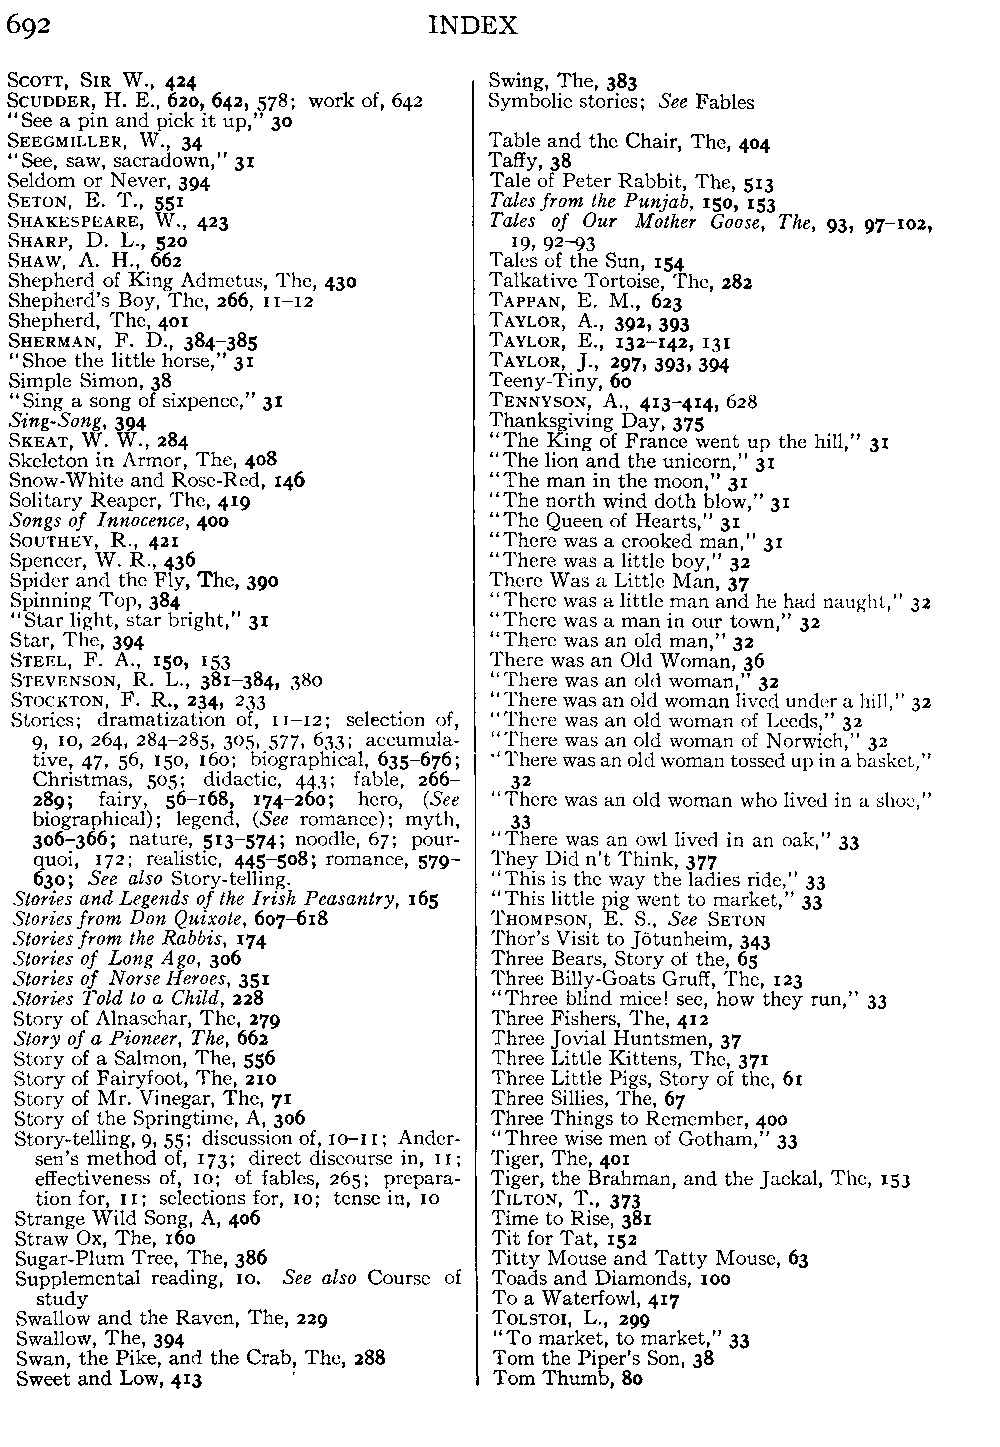 692
INDEX
SCOTT, SIR W., 424
SCUDDER, H. E., 620, 642, 578; work of, 642
"See a pin and pick it up," 30
SEEGMILLER, W., 34
"See, saw, sacradown," 31
Seldom or Never, 394
SETON, E. T., 551
SHAKESPEARE, W., 423
SHARP, D. L., 520
SHAW, A. H., 662
Shepherd of King Admetus, The, 430
Shepherd's Boy, The, 266, 11–12
Shepherd, The, 401
SHERMAN, F. D., 384–385
"Shoe the little horse," 31
Simple Simon, 38
"Sing a song of sixpence," 31
Sing-Song, 394
SKEAT, W. W., 284
Skeleton in Armor, The, 408
Snow-White and Rose-Red, 146
Solitary Reaper, The, 419
Songs of Innocence, 400
SOUTHEY, R., 421
Spencer, W. R., 436
Spider and the Fly, The, 390
Spinning Top, 384
"Star light, star bright," 31
Star, The, 394
STEEL, F. A., 150, 153
STEVENSON, R. L., 381–384, 380
STOCKTON, F. R., 234, 233
Stories; dramatization of, 11–12; selection of,
9, 10, 264, 284–285, 305, 577, 633; accumula-
tive, 47, 56, 150, 160; biographical, 635–676;
Christmas, 505; didactic, 443; fable, 266–
289; fairy, 56–168, 174–260; hero, (See
biographical); legend, (See romance); myth,
306–366; nature, 513–574; noodle, 67; pour-
quoi, 172; realistic, 445–508; romance, 579–
630; See also Story-telling.
Stories and Legends of the Irish Peasantry, 165
Stories from Don Quixote, 607–618
Stories from the Rabbis, 174
Stories of Long Ago, 306
Stories of Norse Heroes, 351
Stories Told to a Child, 228
Story of Alnaschar, The, 279
Story of a Pioneer, The, 662
Story of a Salmon, The, 556
Story of Fairyfoot, The, 210
Story of Mr. Vinegar, The, 71
Story of the Springtime, A, 306
Story-telling, 9, 55; discussion of, 10–11; Ander-
sen's method of, 173; direct discourse in, 11;
effectiveness of, 10; of fables, 265; prepara-
tion for, 11; selections for, 10; tense in, 10
Strange Wild Song, A, 406
Straw Ox, The, 160
Sugar-Plum Tree, The, 386
Supplemental reading, 10. See also Course of
study
Swallow and the Raven, The, 229
Swallow, The, 394
Swan, the Pike, and the Crab, The, 288
Sweet and Low, 413
Swing, The, 383
Symbolic stories; See Fables
Table and the Chair, The, 404
Taffy, 38
Tale of Peter Rabbit, The, 513
Tales from the Punjab, 150, 153
Tales of Our Mother Goose, The, 93, 97–102,
19, 92–93
Tales of the Sun, 154
Talkative Tortoise, The, 282
TAPPAN, E. M., 623
TAYLOR, A., 392, 393
TAYLOR, E., 132–142, 131
TAYLOR, J., 297, 393, 394
Teeny-Tiny, 60
TENNYSON, A., 413–414, 628
Thanksgiving Day, 375
"The King of France went up the hill," 31
"The lion and the unicorn," 31
"The man in the moon," 31
"The north wind doth blow," 31
"The Queen of Hearts," 31
"There was a crooked man," 31
"There was a little boy," 32
There Was a Little Man, 37
"There was a little man and he had naught," 32
"There was a man in our town," 32
"There was an old man," 32
There was an Old Woman, 36
"There was an old woman," 32
"There was an old woman lived under a hill," 32
"There was an old woman of Leeds," 32
"There was an old woman of Norwich," 32
"There was an old woman tossed up in a basket,"
32
"There was an old woman who lived in a shoe,"
33
"There was an owl lived in an oak," 33
They Did n't Think, 377
"This is the way the ladies ride," 33
"This little pig went to market," 33
THOMPSON, E. S., See SETON
Thor's Visit to Jötunheim, 343
Three Bears, Story of the, 65
Three Billy-Goats Gruff, The, 123
"Three blind mice! see, how they run," 33
Three Fishers, The, 412
Three Jovial Huntsmen, 37
Three Little Kittens, The, 371
Three Little Pigs, Story of the, 61
Three Sillies, The, 67
Three Things to Remember, 400
"Three wise men of Gotham," 33
Tiger, The, 401
Tiger, the Brahman, and the Jackal, The, 153
TILTON, T., 373
Time to Rise, 381
Tit for Tat, 152
Titty Mouse and Tatty Mouse, 63
Toads and Diamonds, 100
To a Waterfowl, 417
TOLSTOI, L., 299
"To market, to market," 33
Tom the Piper's Son, 38
Tom Thumb, 80